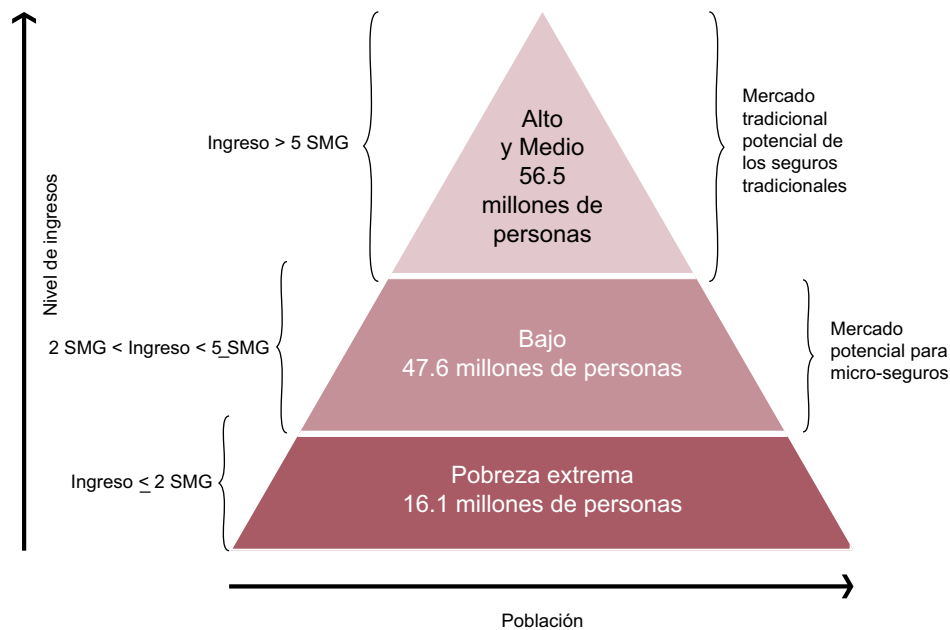 Nivel de ingresos
Ingreso > 5 SMG
Alto
y Medio
56.5
millones de
personas
Mercado
tradicional
potencial de
los seguros
tradicionales
2 SMG < Ingreso < 5 SMG
Bajo
47.6 millones de personas
Mercado
potencial para
micro-seguros
Ingreso ≤ 2 SMG
Pobreza extrema
16.1 millones de personas
Población